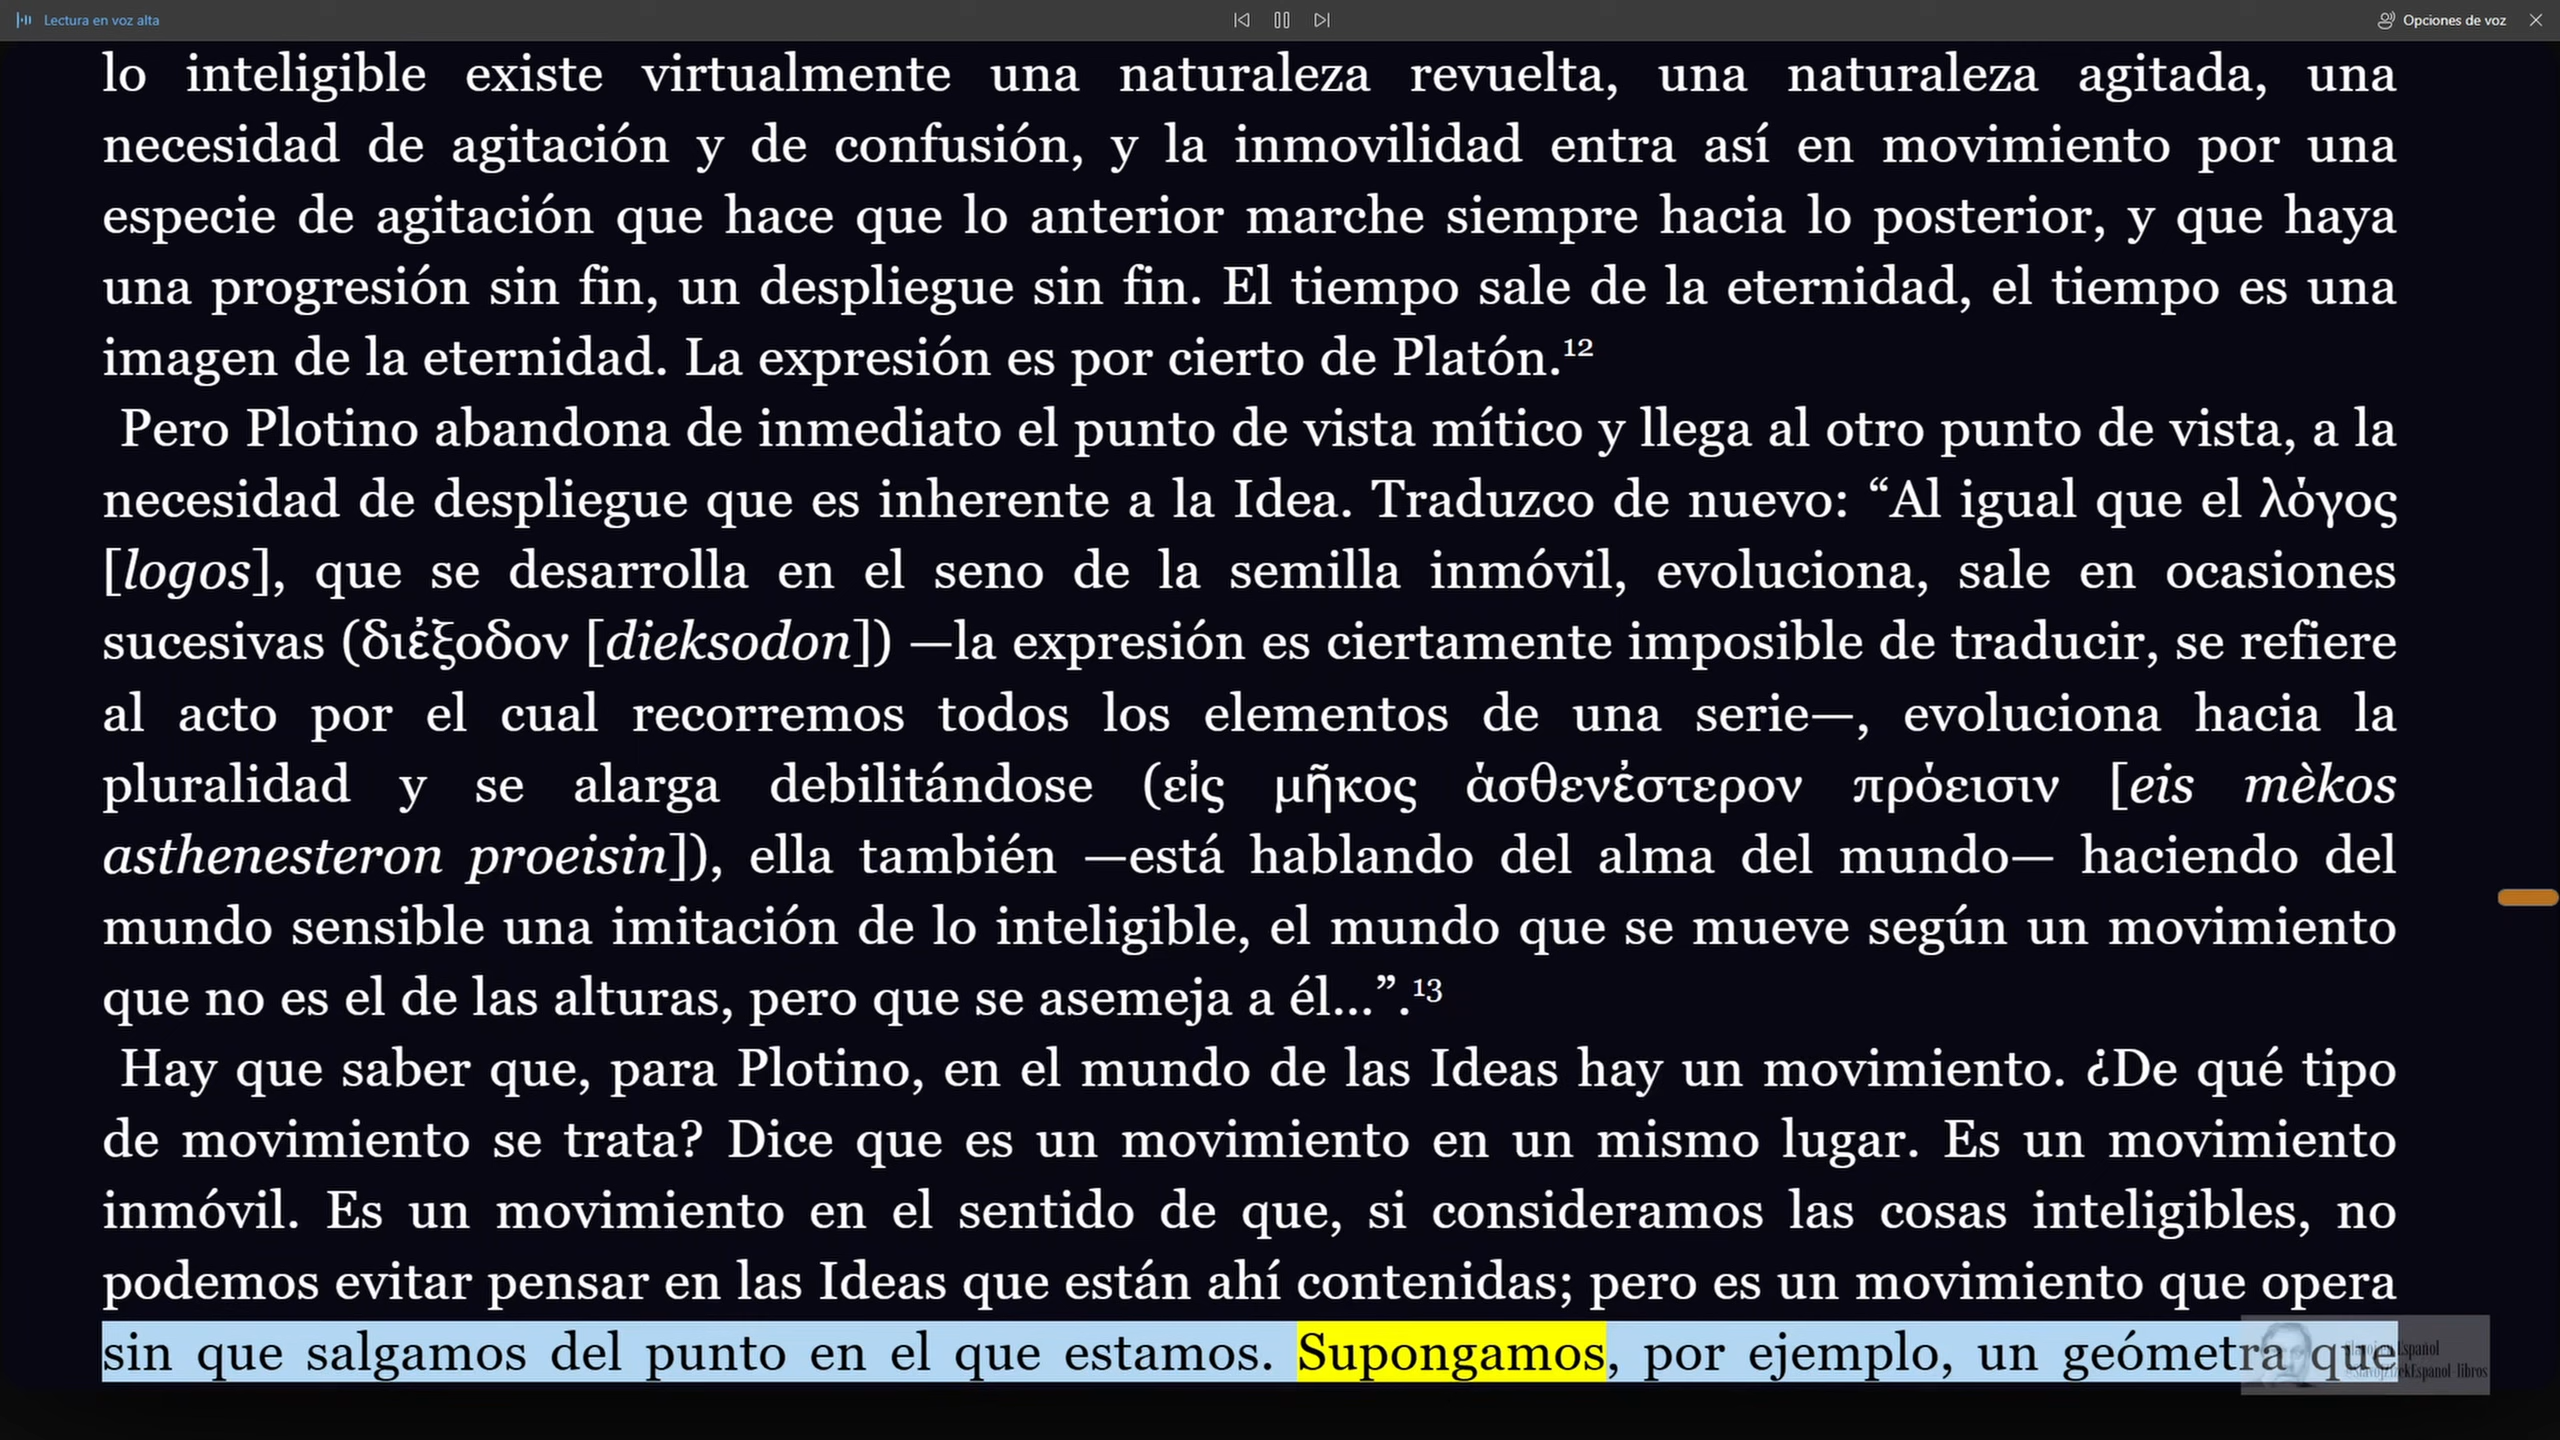 Lectura en voz alta
Opciones de voz
lo inteligible existe virtualmente una naturaleza revuelta, una naturaleza agitada, una
necesidad de agitación y de confusión, y la inmovilidad entra así en movimiento por una
especie de agitación que hace que lo anterior marche siempre hacia lo posterior, y que haya
una progresión sin fin, un despliegue sin fin. El tiempo sale de la eternidad, el tiempo es una
imagen de la eternidad. La expresión es por cierto de Platón.¹²
Pero Plotino abandona de inmediato el punto de vista mítico y llega al otro punto de vista, a la
necesidad de despliegue que es inherente a la Idea. Traduzco de nuevo: “Al igual que el λὀγος
[logos], que se desarrolla en el seno de la semilla inmóvil, evoluciona, sale en ocasiones
sucesivas (διἐξοδον [dieksodon]) —la expresión es ciertamente imposible de traducir, se refiere
al acto por el cual recorremos todos los elementos de una serie—, evoluciona hacia la
pluralidad y se alarga debilitándose (εἰς μῆκος ἀσθενἐστερον πρὀεισιν [eis mèkos
asthenesteron proeisin]), ella también —está hablando del alma del mundo— haciendo del
mundo sensible una imitación de lo inteligible, el mundo que se mueve según un movimiento
que no es el de las alturas, pero que se asemeja a él...”.¹³
Hay que saber que, para Plotino, en el mundo de las Ideas hay un movimiento. ¿De qué tipo
de movimiento se trata? Dice que es un movimiento en un mismo lugar. Es un movimiento
inmóvil. Es un movimiento en el sentido de que, si consideramos las cosas inteligibles, no
podemos evitar pensar en las Ideas que están ahí contenidas; pero es un movimiento que opera
sin que salgamos del punto en el que estamos. Supongamos, por ejemplo, un geómetra que
Español